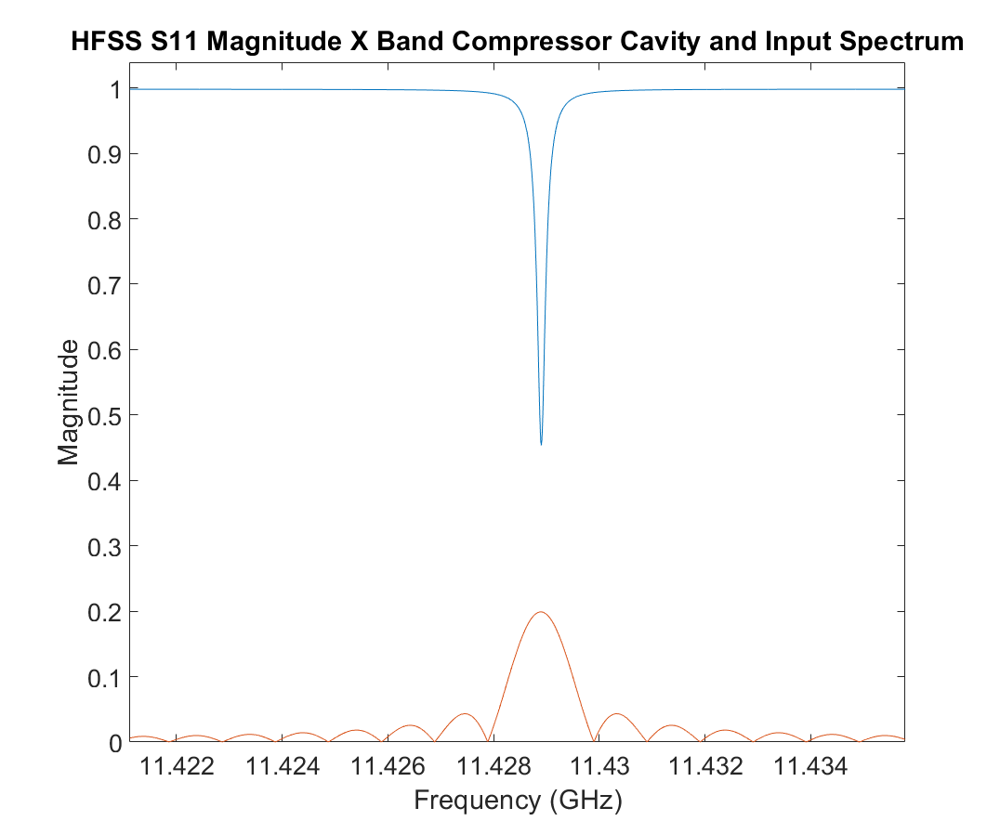 HFSS S11 Magnitude X Band Compressor Cavity and Input Spectrum
1
0.9
0.8
0.7
0.6
0.5
0.4
0.3
0.2
0.1
0
Magnitude
11.422 11.424 11.426 11.428 11.43 11.432 11.434
Frequency (GHz)